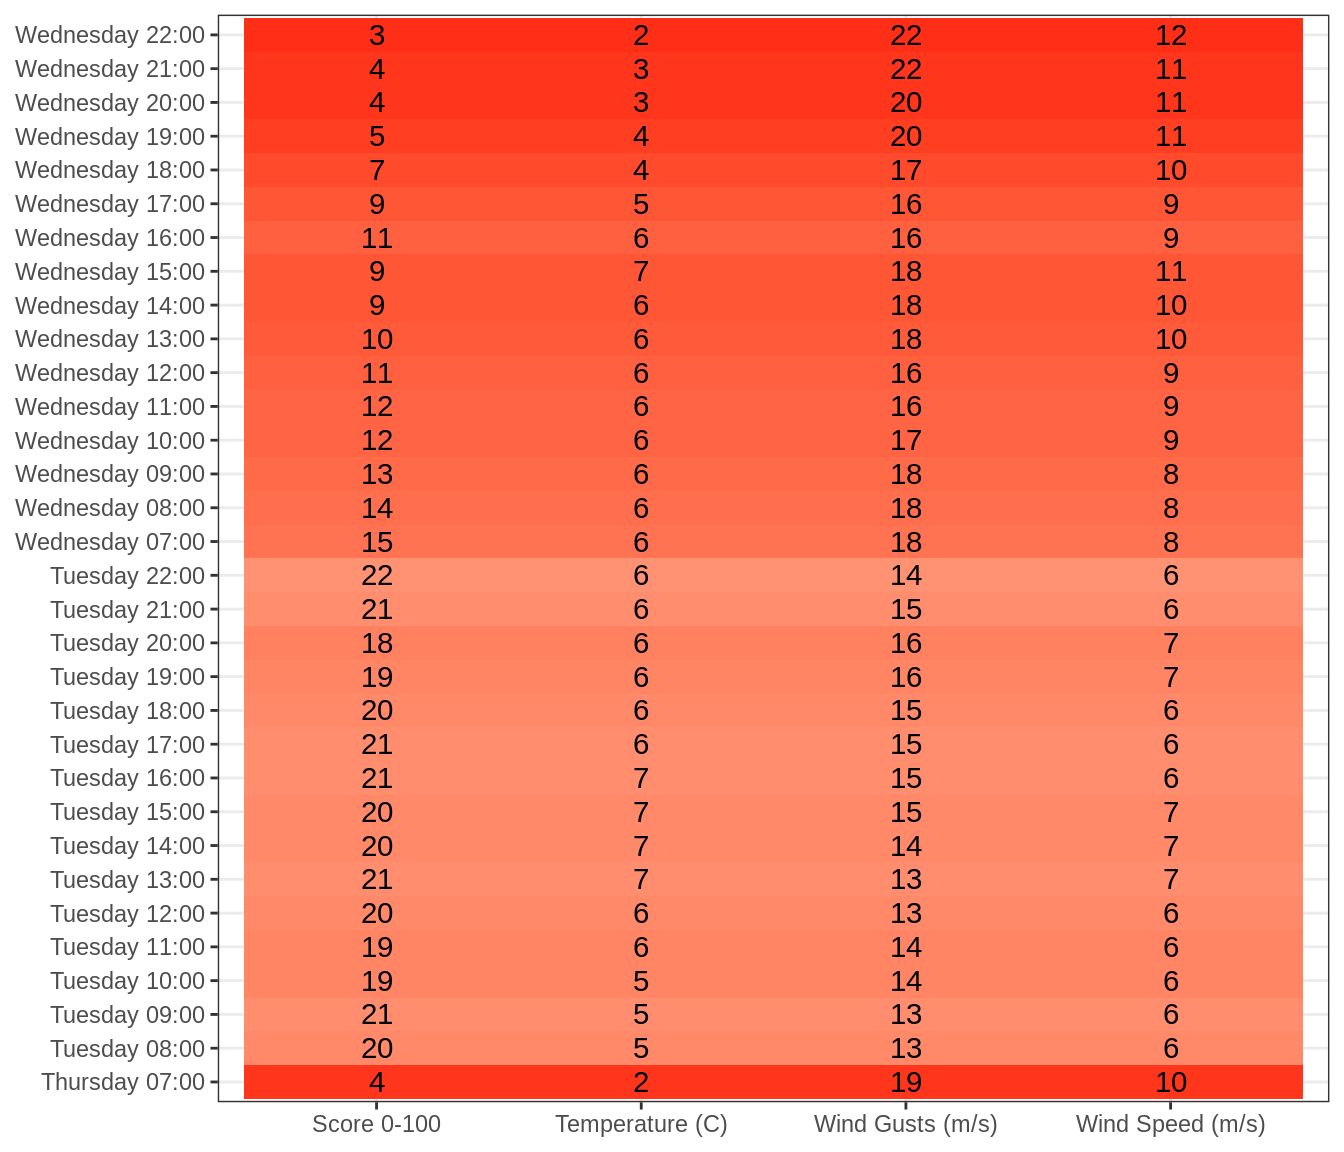 Wednesday 22:00 3 2 22 12
Wednesday 21:00 4 3 22 11
Wednesday 20:00 4 3 20 11
Wednesday 19:00 5 4 20 11
Wednesday 18:00 7 4 17 10
Wednesday 17:00 9 5 16 9
Wednesday 16:00 11 6 16 9
Wednesday 15:00 9 7 18 11
Wednesday 14:00 9 6 18 10
Wednesday 13:00 10 6 18 10
Wednesday 12:00 11 6 16 9
Wednesday 11:00 12 6 16 9
Wednesday 10:00 12 6 17 9
Wednesday 09:00 13 6 18 8
Wednesday 08:00 14 6 18 8
Wednesday 07:00 15 6 18 8
Tuesday 22:00 22 6 14 6
Tuesday 21:00 21 6 15 6
Tuesday 20:00 18 6 16 7
Tuesday 19:00 19 6 16 7
Tuesday 18:00 20 6 15 6
Tuesday 17:00 21 6 15 6
Tuesday 16:00 21 7 15 6
Tuesday 15:00 20 7 15 7
Tuesday 14:00 20 7 14 7
Tuesday 13:00 21 7 13 7
Tuesday 12:00 20 6 13 6
Tuesday 11:00 19 6 14 6
Tuesday 10:00 19 5 14 6
Tuesday 09:00 21 5 13 6
Tuesday 08:00 20 5 13 6
Thursday 07:00 4 2 19 10
Score 0-100 Temperature (C) Wind Gusts (m/s) Wind Speed (m/s)